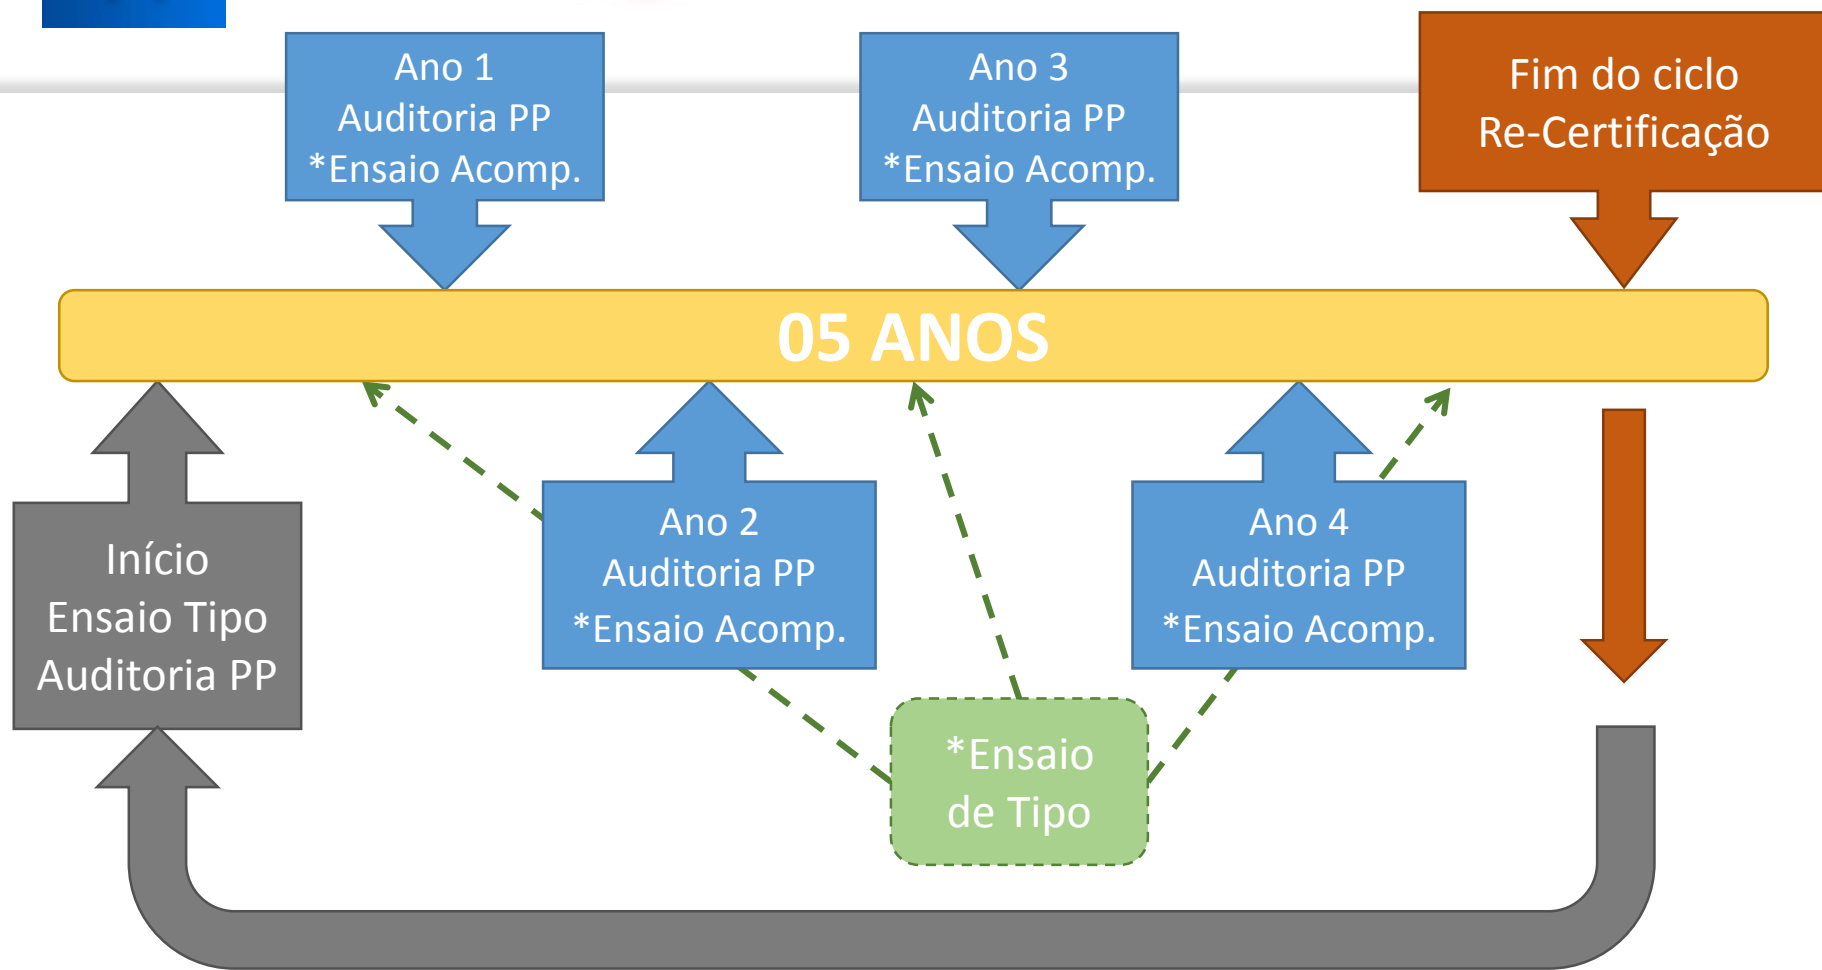 Ano 1
Auditoria PP
*Ensaio Acomp.
Ano 3
Auditoria PP
*Ensaio Acomp.
Fim do ciclo
Re-Certificação
05 ANOS
Início
Ensaio Tipo
Auditoria PP
Ano 2
Auditoria PP
*Ensaio Acomp.
Ano 4
Auditoria PP
*Ensaio Acomp.
*Ensaio
de Tipo